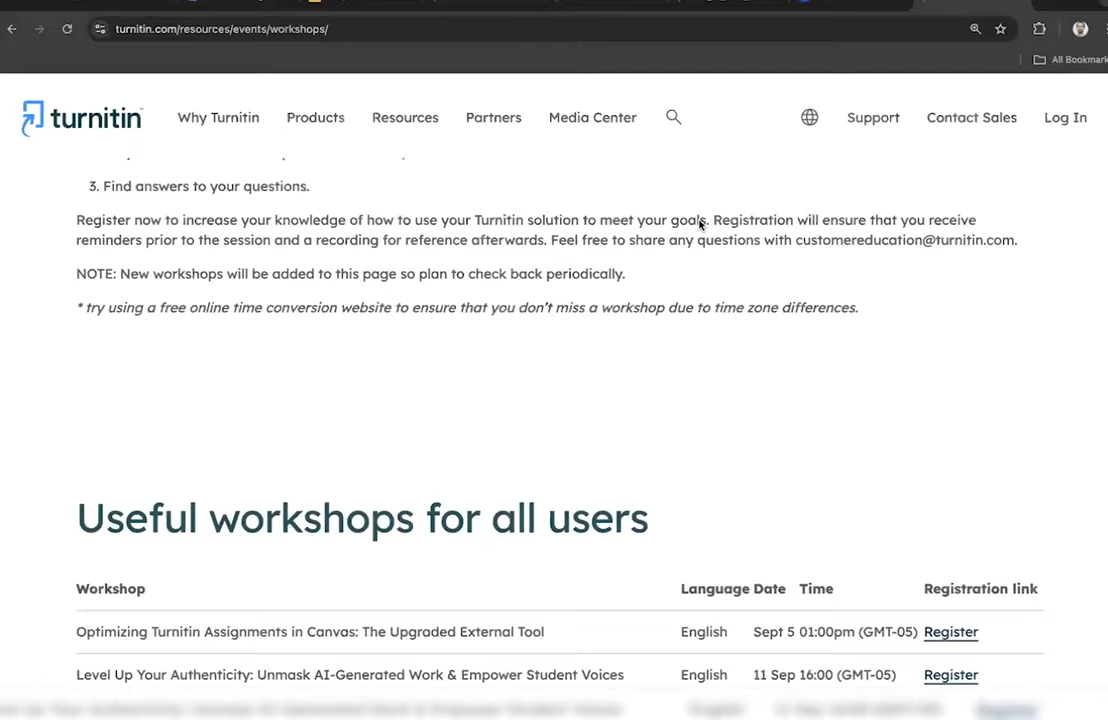 turnitin.com/resources/events/workshops/
All Bookmark
turnitin
Why Turnitin Products Resources Partners Media Center Support Contact Sales Log In
3. Find answers to your questions.
Register now to increase your knowledge of how to use your Turnitin solution to meet your goals. Registration will ensure that you receive
reminders prior to the session and a recording for reference afterwards. Feel free to share any questions with customereducation@turnitin.com.
NOTE: New workshops will be added to this page so plan to check back periodically.
* try using a free online time conversion website to ensure that you don't miss a workshop due to time zone differences.
Useful workshops for all users
Workshop Language Date Time Registration link
Optimizing Turnitin Assignments in Canvas: The Upgraded External Tool English Sept 5 01:00pm (GMT-05) Register
Level Up Your Authenticity: Unmask AI-Generated Work & Empower Student Voices English 11 Sep 16:00 (GMT-05) Register